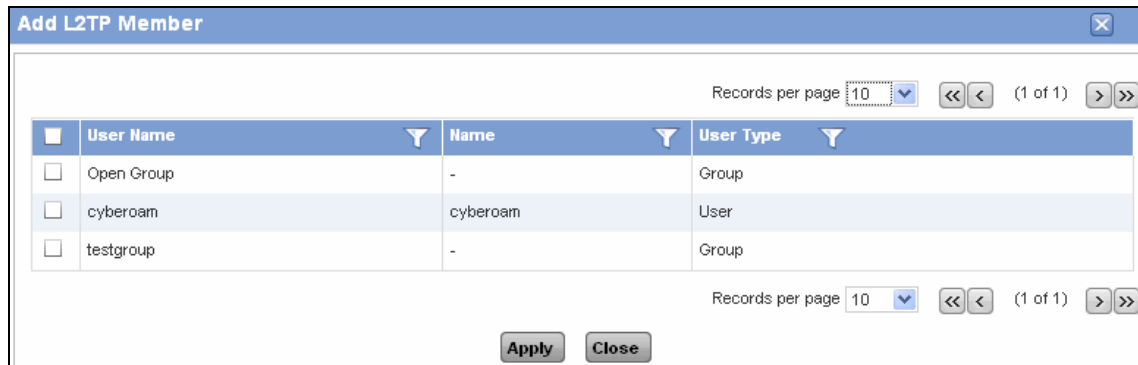 Add L2TP Member
Records per page 10 (1 of 1)
User Name Name User Type
Open Group - Group
cyberoam cyberoam User
testgroup - Group
Records per page 10 (1 of 1)
Apply Close